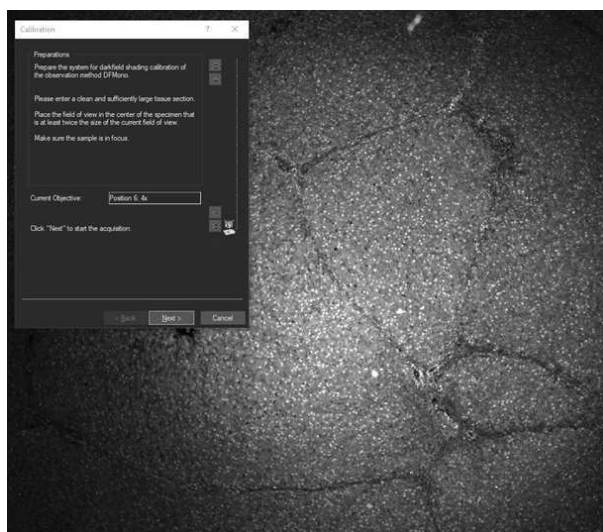 Calibration
? ×
Preparations
Prepare the system for darkfield shading calibration of
the observation method DFMono.
Please enter a clean and sufficiently large tissue section.
Place the field of view in the center of the specimen that
is at least twice the size of the current field of view.
Make sure the sample is in focus.
Current Objective: Position 6: 4x
Click "Next" to start the acquisition.
< Back Next > Cancel